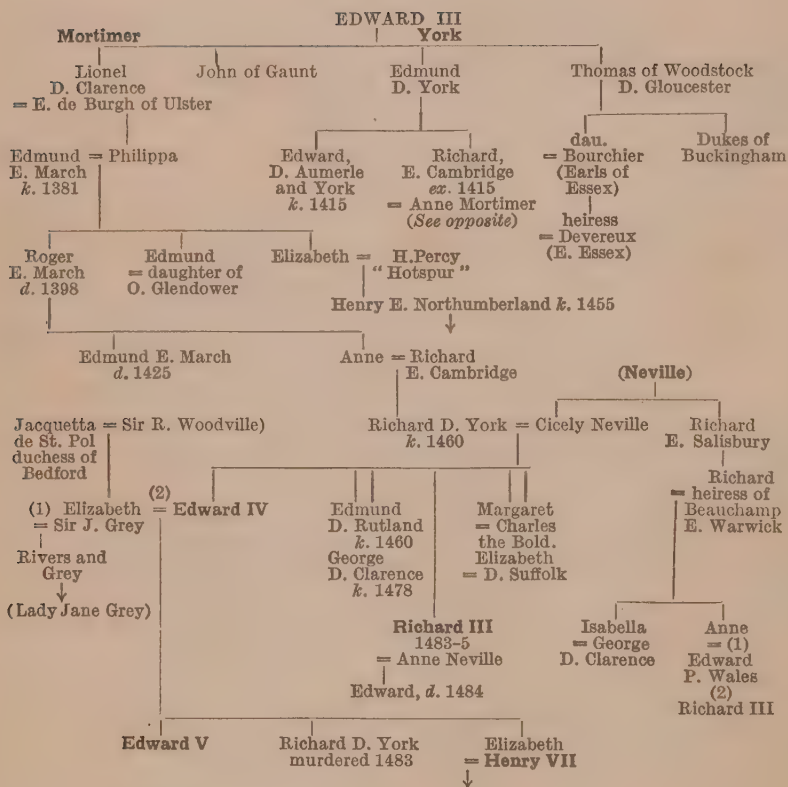 EDWARD III
Mortimer
York
Lionel
D. Clarence
= E. de Burgh of Ulster
John of Gaunt
Edmund
D. York
Thomas of Woodstock
D. Gloucester
Edmund = Philippa
E. March
k. 1381
Edward,
D. Aumerle
and York
k. 1415
Richard,
E. Cambridge
ex. 1415
= Anne Mortimer
(See opposite)
dau.
= Bourchier
(Earls of
Essex)
heiress
= Devereux
(E. Essex)
Dukes of
Buckingham
Roger
E. March
d. 1398
Edmund
= daughter of
O. Glendower
Elizabeth = H. Percy
"Hotspur"
Henry E. Northumberland k. 1455
Edmund E. March
d. 1425
Anne = Richard
E. Cambridge
(Neville)
Jacquetta = Sir R. Woodville)
de St. Pol
duchess of
Bedford
Richard D. York = Cicely Neville
k. 1460
Richard
E. Salisbury
Richard
= heiress of
Beauchamp
E. Warwick
(1) Elizabeth (2) = Edward IV
= Sir J. Grey
Rivers and
Grey
(Lady Jane Grey)
Edmund
D. Rutland
k. 1460
George
D. Clarence
k. 1478
Margaret
= Charles
the Bold.
Elizabeth
= D. Suffolk
Richard III
1483-5
= Anne Neville
Edward, d. 1484
Isabella
= George
D. Clarence
Anne
= (1)
Edward
P. Wales
(2)
Richard III
Edward V
Richard D. York
murdered 1483
Elizabeth
= Henry VII